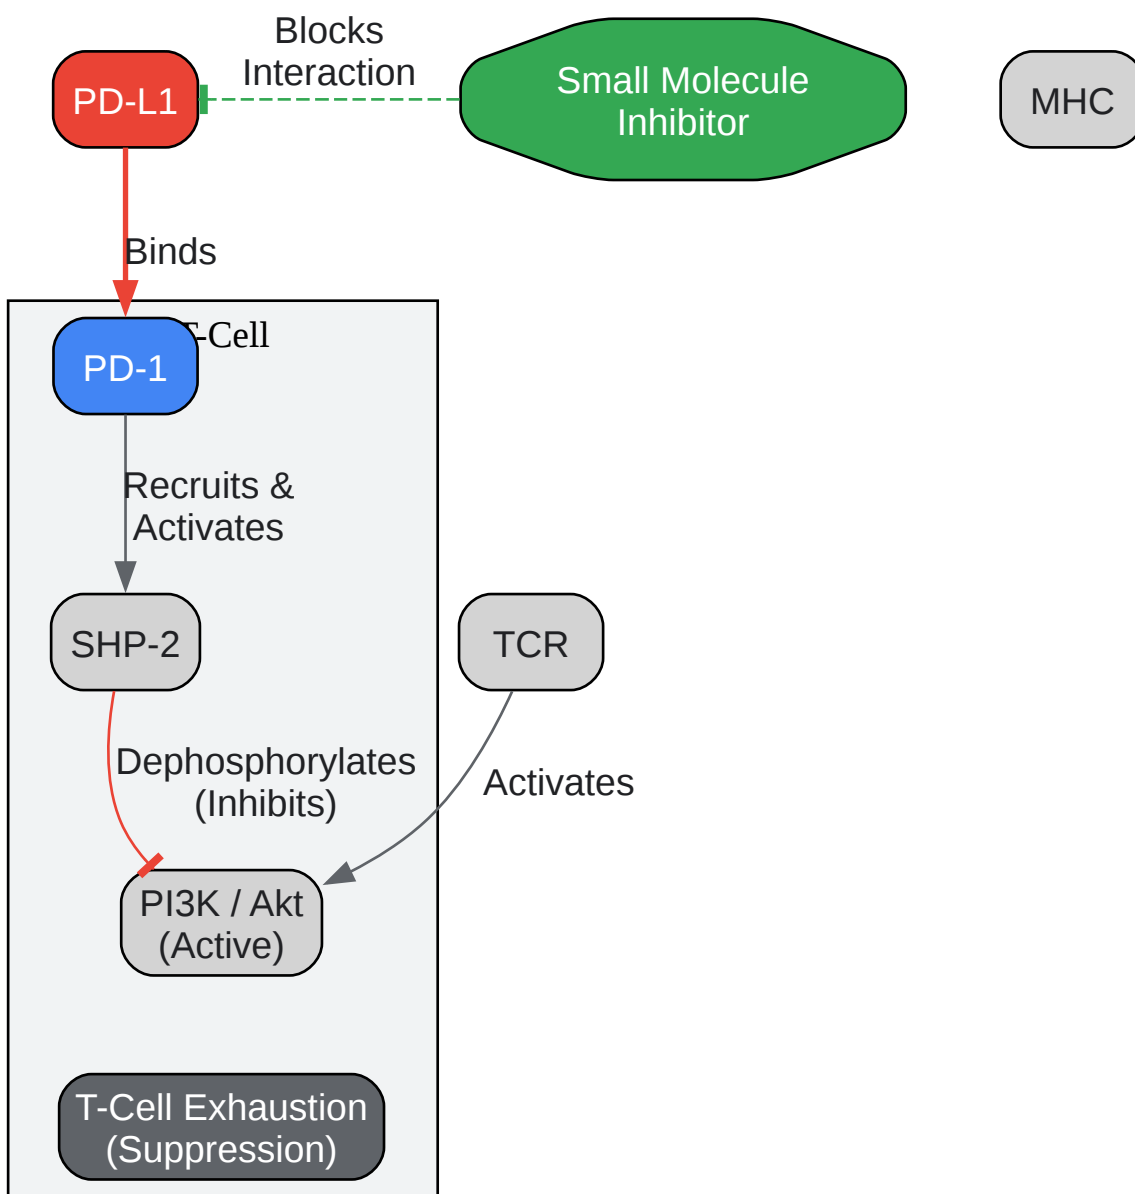 Blocks
Interaction
PD-L1
Small Molecule
Inhibitor
MHC
Binds
T-Cell
PD-1
Recruits &
Activates
SHP-2
TCR
Dephosphorylates
(Inhibits)
Activates
PI3K / Akt
(Active)
T-Cell Exhaustion
(Suppression)